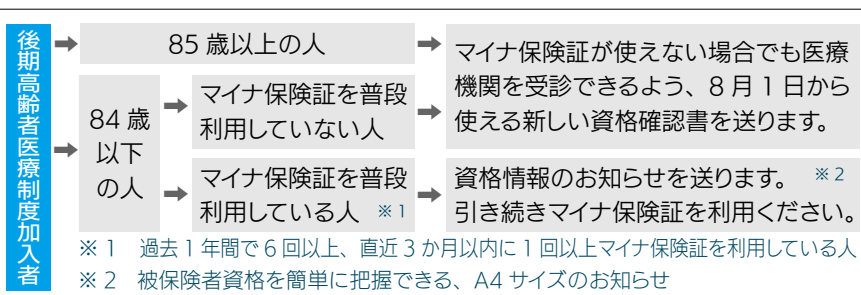 後期高齢者医療制度加入者
85歳以上の人
マイナ保険証が使えない場合でも医療
機関を受診できるよう、8月1日から
使える新しい資格確認書を送ります。
84歳
以下
の人
マイナ保険証を普段
利用していない人
マイナ保険証を普段
利用している人 ※1
資格情報のお知らせを送ります。 ※2
引き続きマイナ保険証を利用ください。
※1 過去1年間で6回以上、直近3か月以内に1回以上マイナ保険証を利用している人
※2 被保険者資格を簡単に把握できる、A4サイズのお知らせ